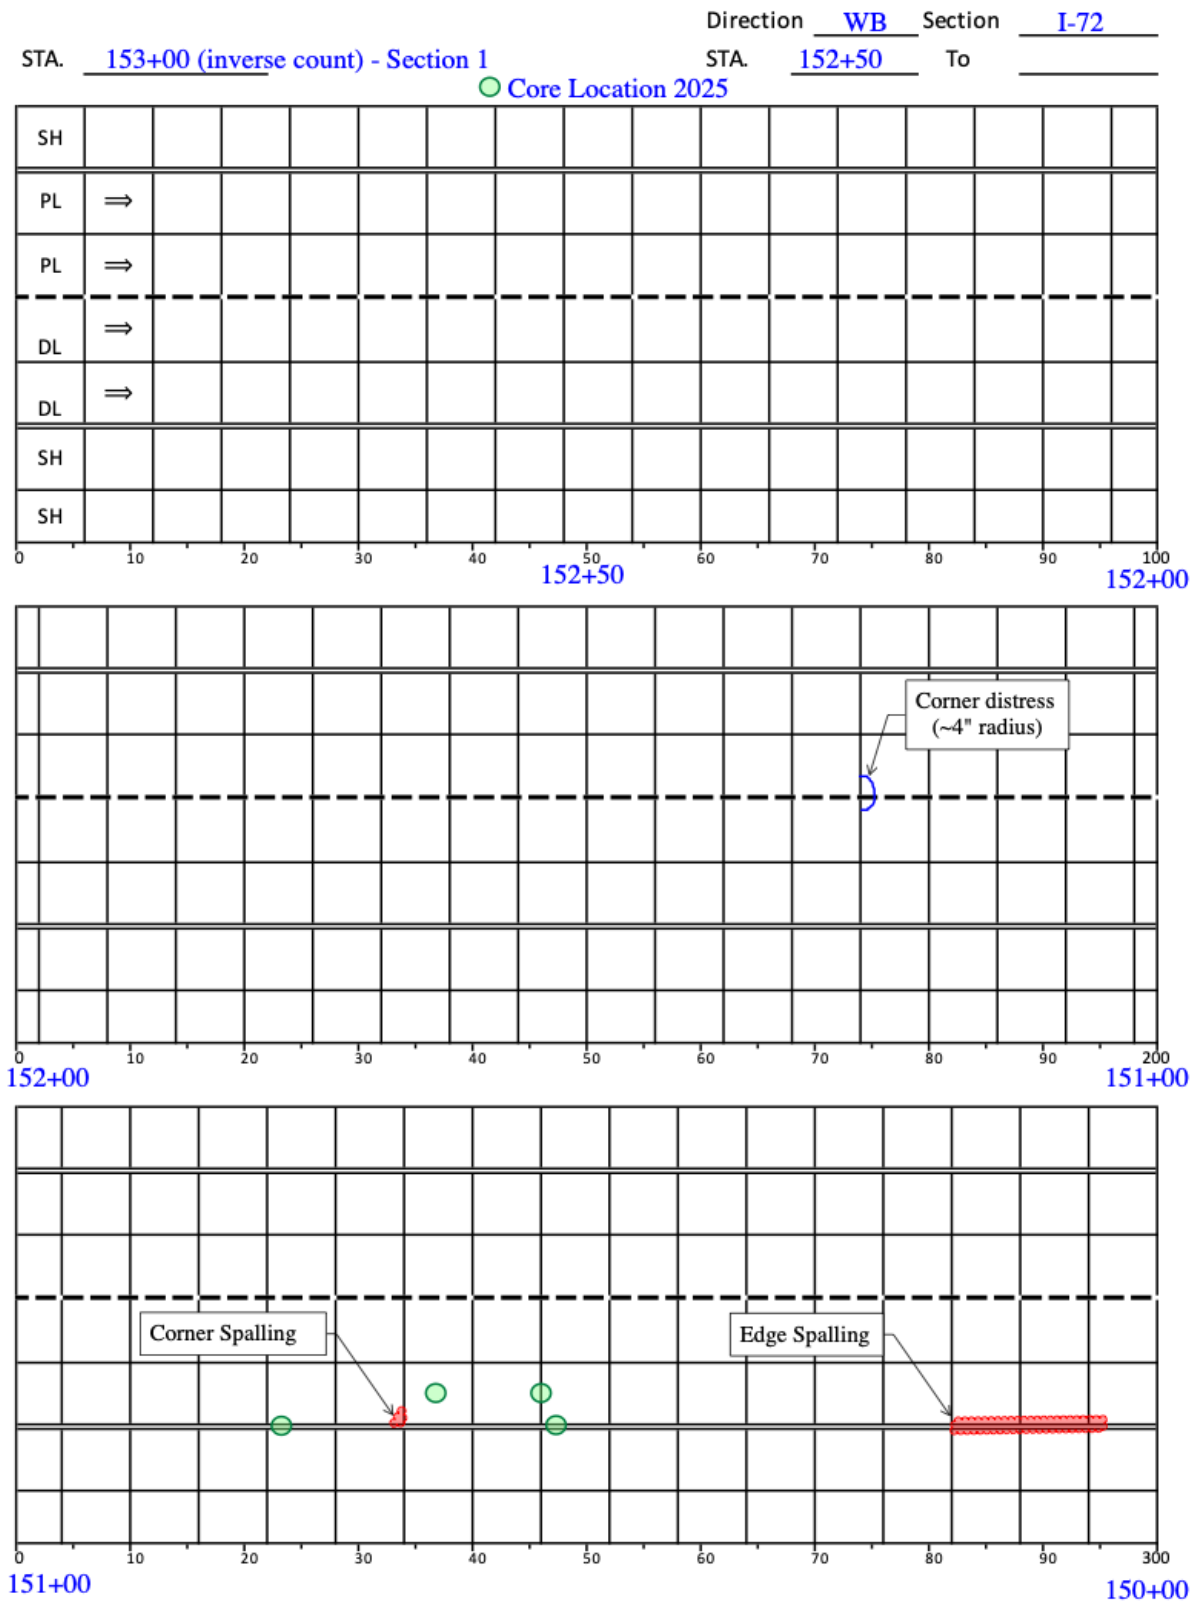 Direction WB Section I-72
STA. 153+00 (inverse count) - Section 1 STA. 152+50 To
Core Location 2025
SH
PL ⇒
PL ⇒
⇒
DL
⇒
DL
SH
SH
0 10 20 30 40 50 60 70 80 90 100
152+50 152+00
Corner distress
(~4" radius)
0 10 20 30 40 50 60 70 80 90 200
152+00 151+00
Corner Spalling Edge Spalling
0 10 20 30 40 50 60 70 80 90 300
151+00 150+00